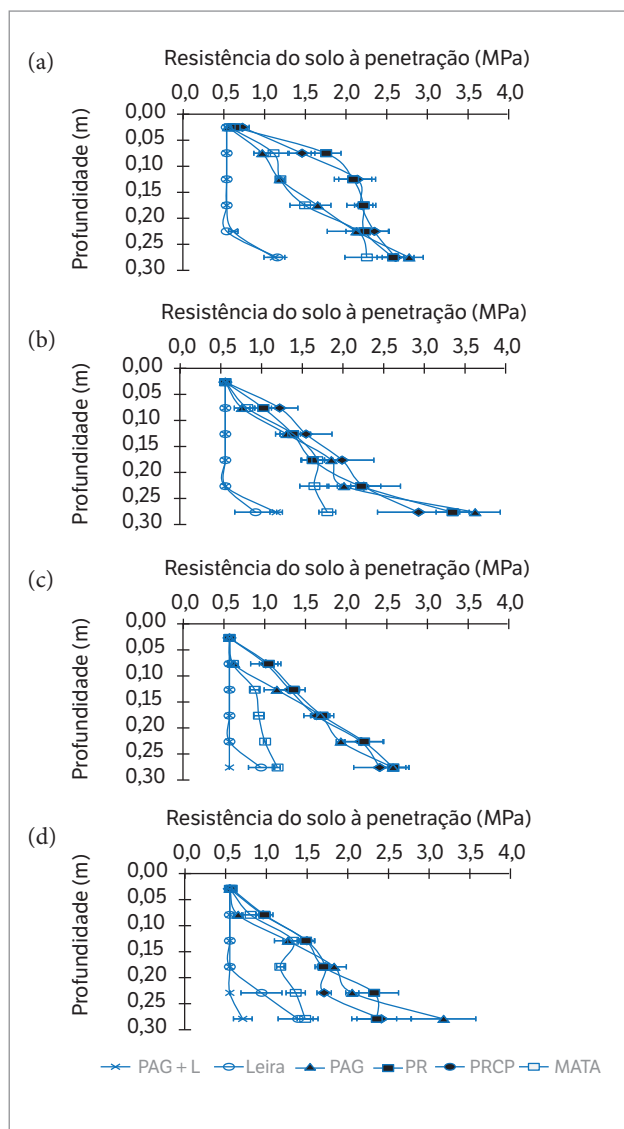 (a)
Resistência do solo à penetração (MPa)
0,0 0,5 1,0 1,5 2,0 2,5 3,0 3,5 4,0
Profundidade (m)
0,00
0,05
0,10
0,15
0,20
0,25
0,30
(b)
Resistência do solo à penetração (MPa)
0,0 0,5 1,0 1,5 2,0 2,5 3,0 3,5 4,0
Profundidade (m)
0,00
0,05
0,10
0,15
0,20
0,25
0,30
(c)
Resistência do solo à penetração (MPa)
0,0 0,5 1,0 1,5 2,0 2,5 3,0 3,5 4,0
Profundidade (m)
0,00
0,05
0,10
0,15
0,20
0,25
0,30
(d)
Resistência do solo à penetração (MPa)
0,0 0,5 1,0 1,5 2,0 2,5 3,0 3,5 4,0
Profundidade (m)
0,00
0,05
0,10
0,15
0,20
0,25
0,30
PAG + L Leira PAG PR PRCP MATA